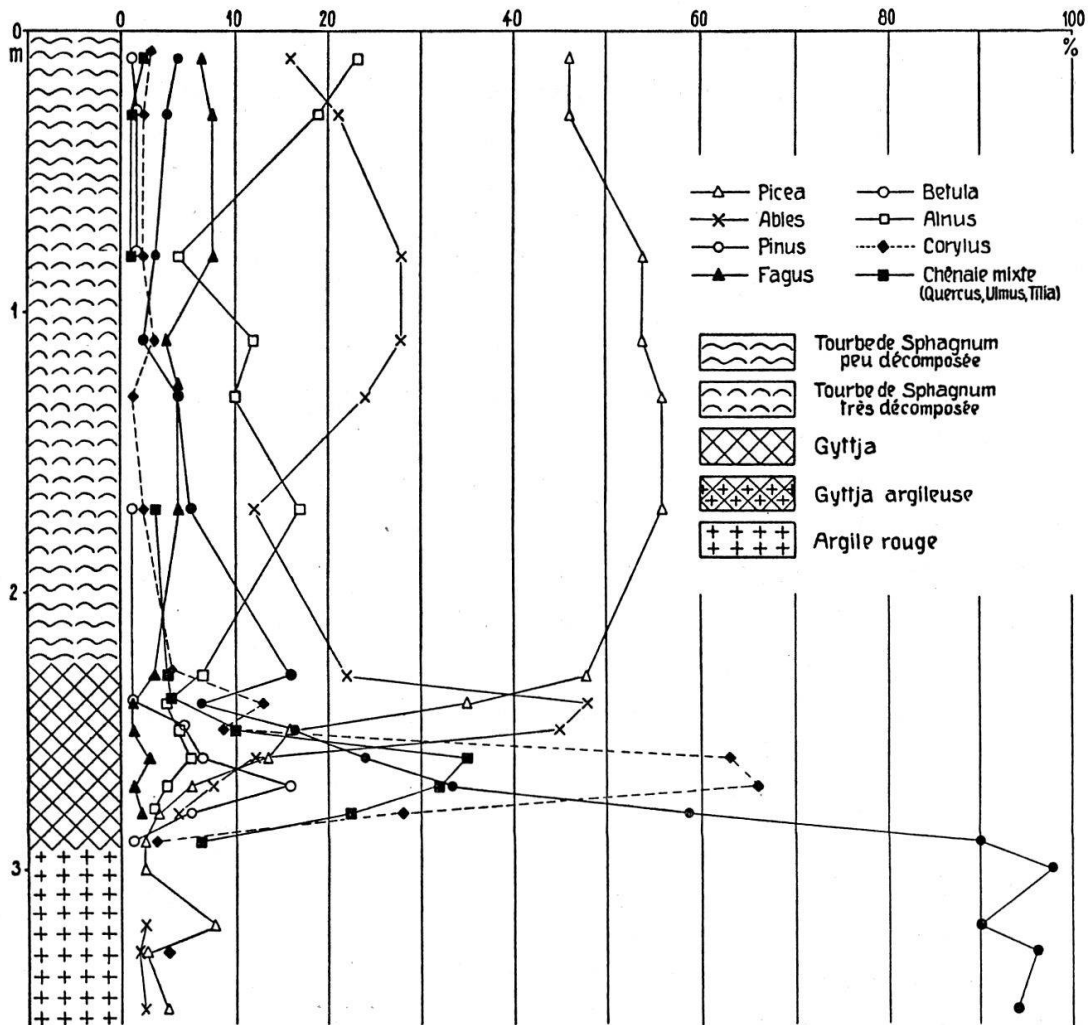 0 10 20 40 60 80 100
0
m
%
1
2
3
Picea
Ables
Pinus
Fagus
Betula
Alnus
Corylus
Chênaie mixte
(Quercus, Ulmus, Tilia)
Tourbe de Sphagnum
peu décomposée
Tourbe de Sphagnum
très décomposée
Gyttja
Gyttja argileuse
Argile rouge